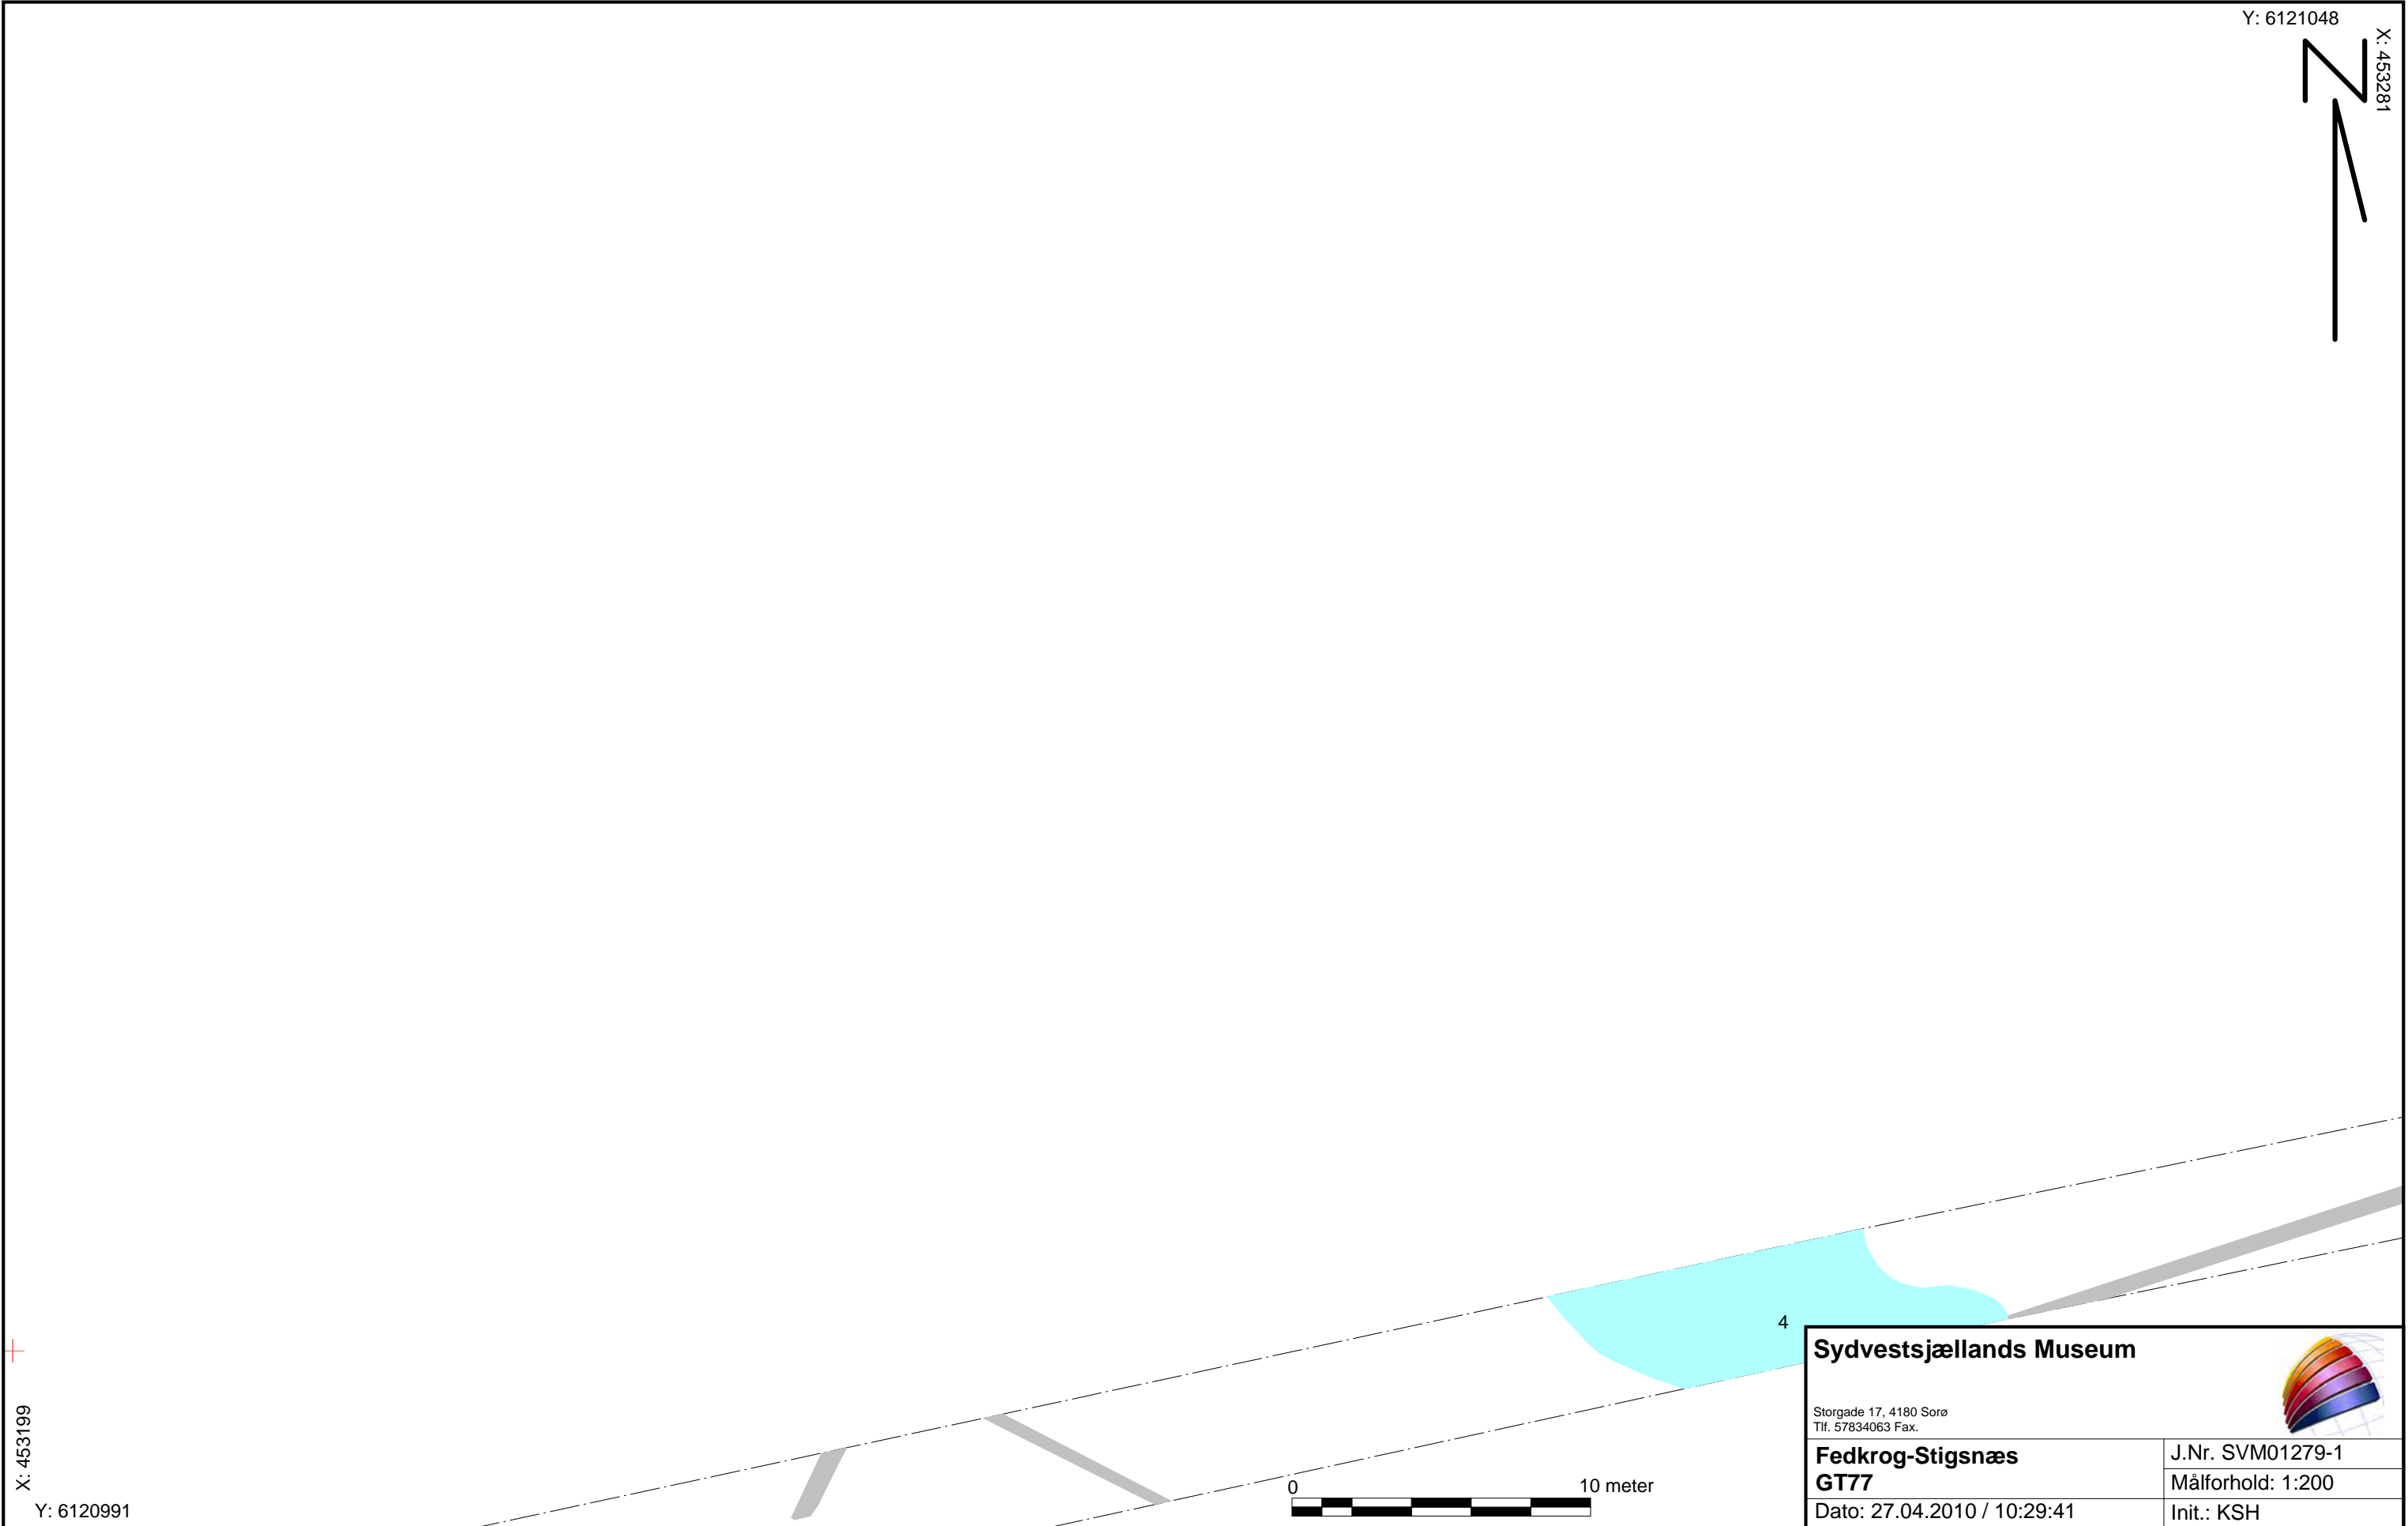 Y: 6121048
X: 453281
4
X: 453199
Y: 6120991
0
10 meter
Sydvestsjællands Museum
Storgade 17, 4180 Sorø
Tlf. 57834063 Fax.
Fedkrog-Stigsnæs
GT77
J.Nr. SVM01279-1
Målforhold: 1:200
Dato: 27.04.2010 / 10:29:41
Init.: KSH